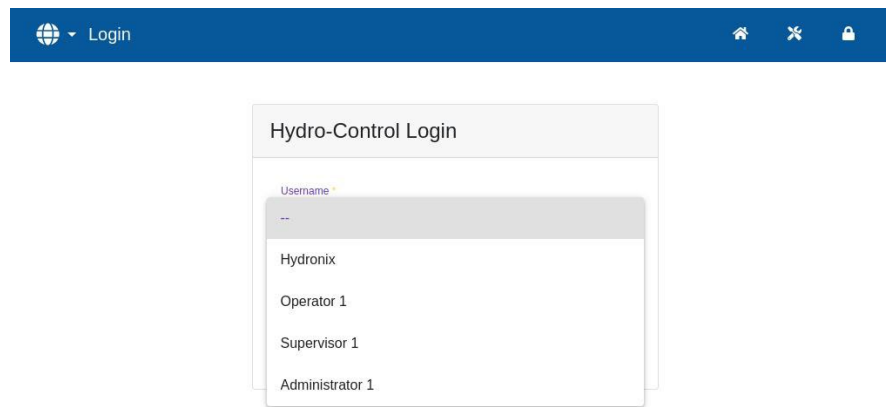 Login
Hydro-Control Login
Username *
--
Hydronix
Operator 1
Supervisor 1
Administrator 1